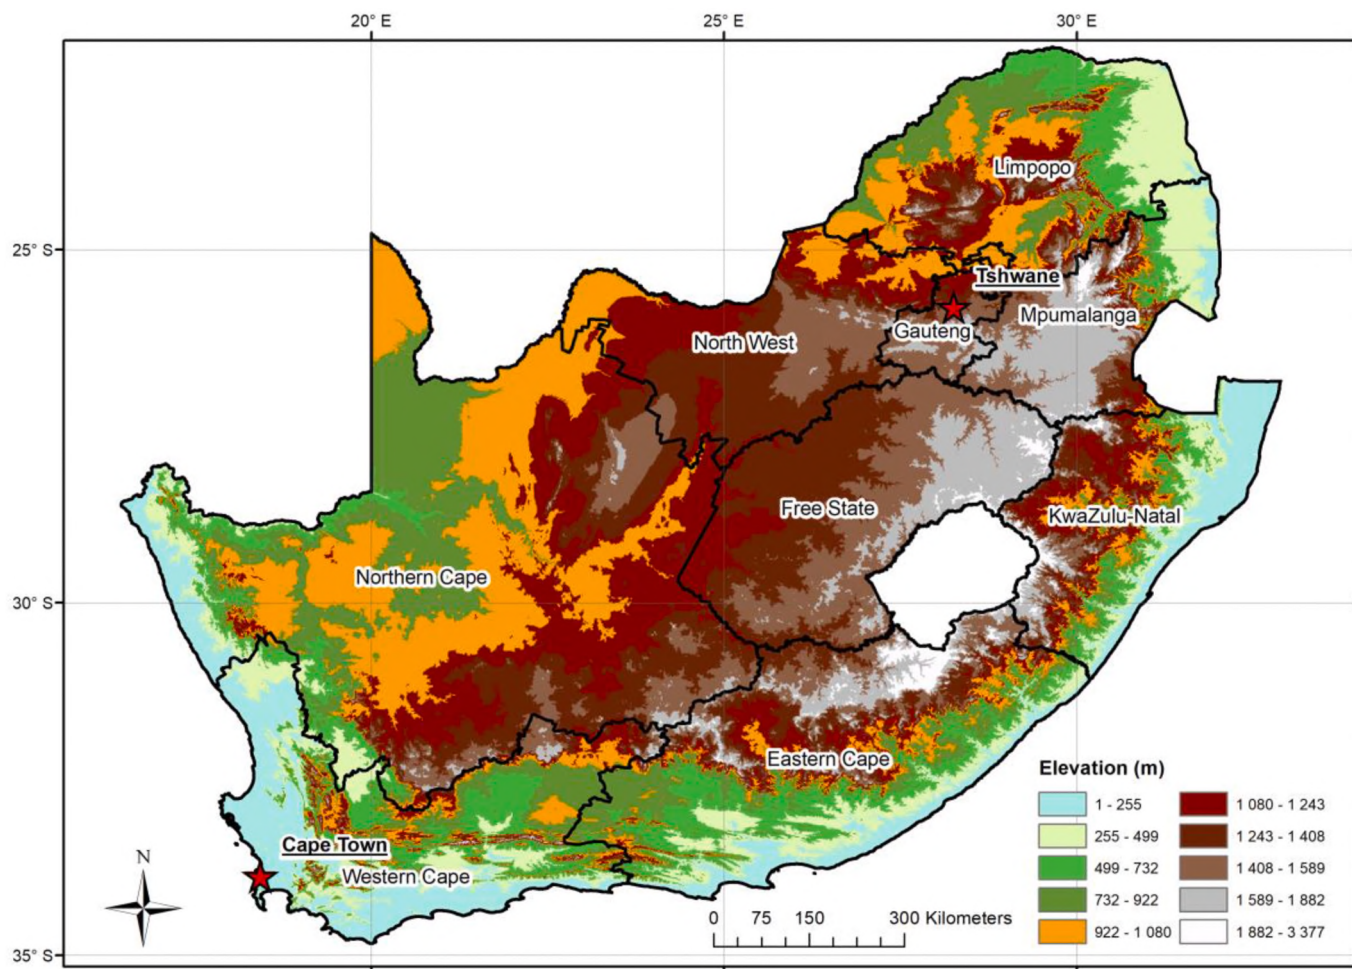 20° E
25° E
30° E
25° S
30° S
35° S
Limpopo
Tshwane
Mpumalanga
Gauteng
North West
Free State
KwaZulu-Natal
Northern Cape
Eastern Cape
Cape Town
Western Cape
N
0 75 150 300 Kilometers
Elevation (m)
1 - 255
255 - 499
499 - 732
732 - 922
922 - 1 080
1 080 - 1 243
1 243 - 1 408
1 408 - 1 589
1 589 - 1 882
1 882 - 3 377